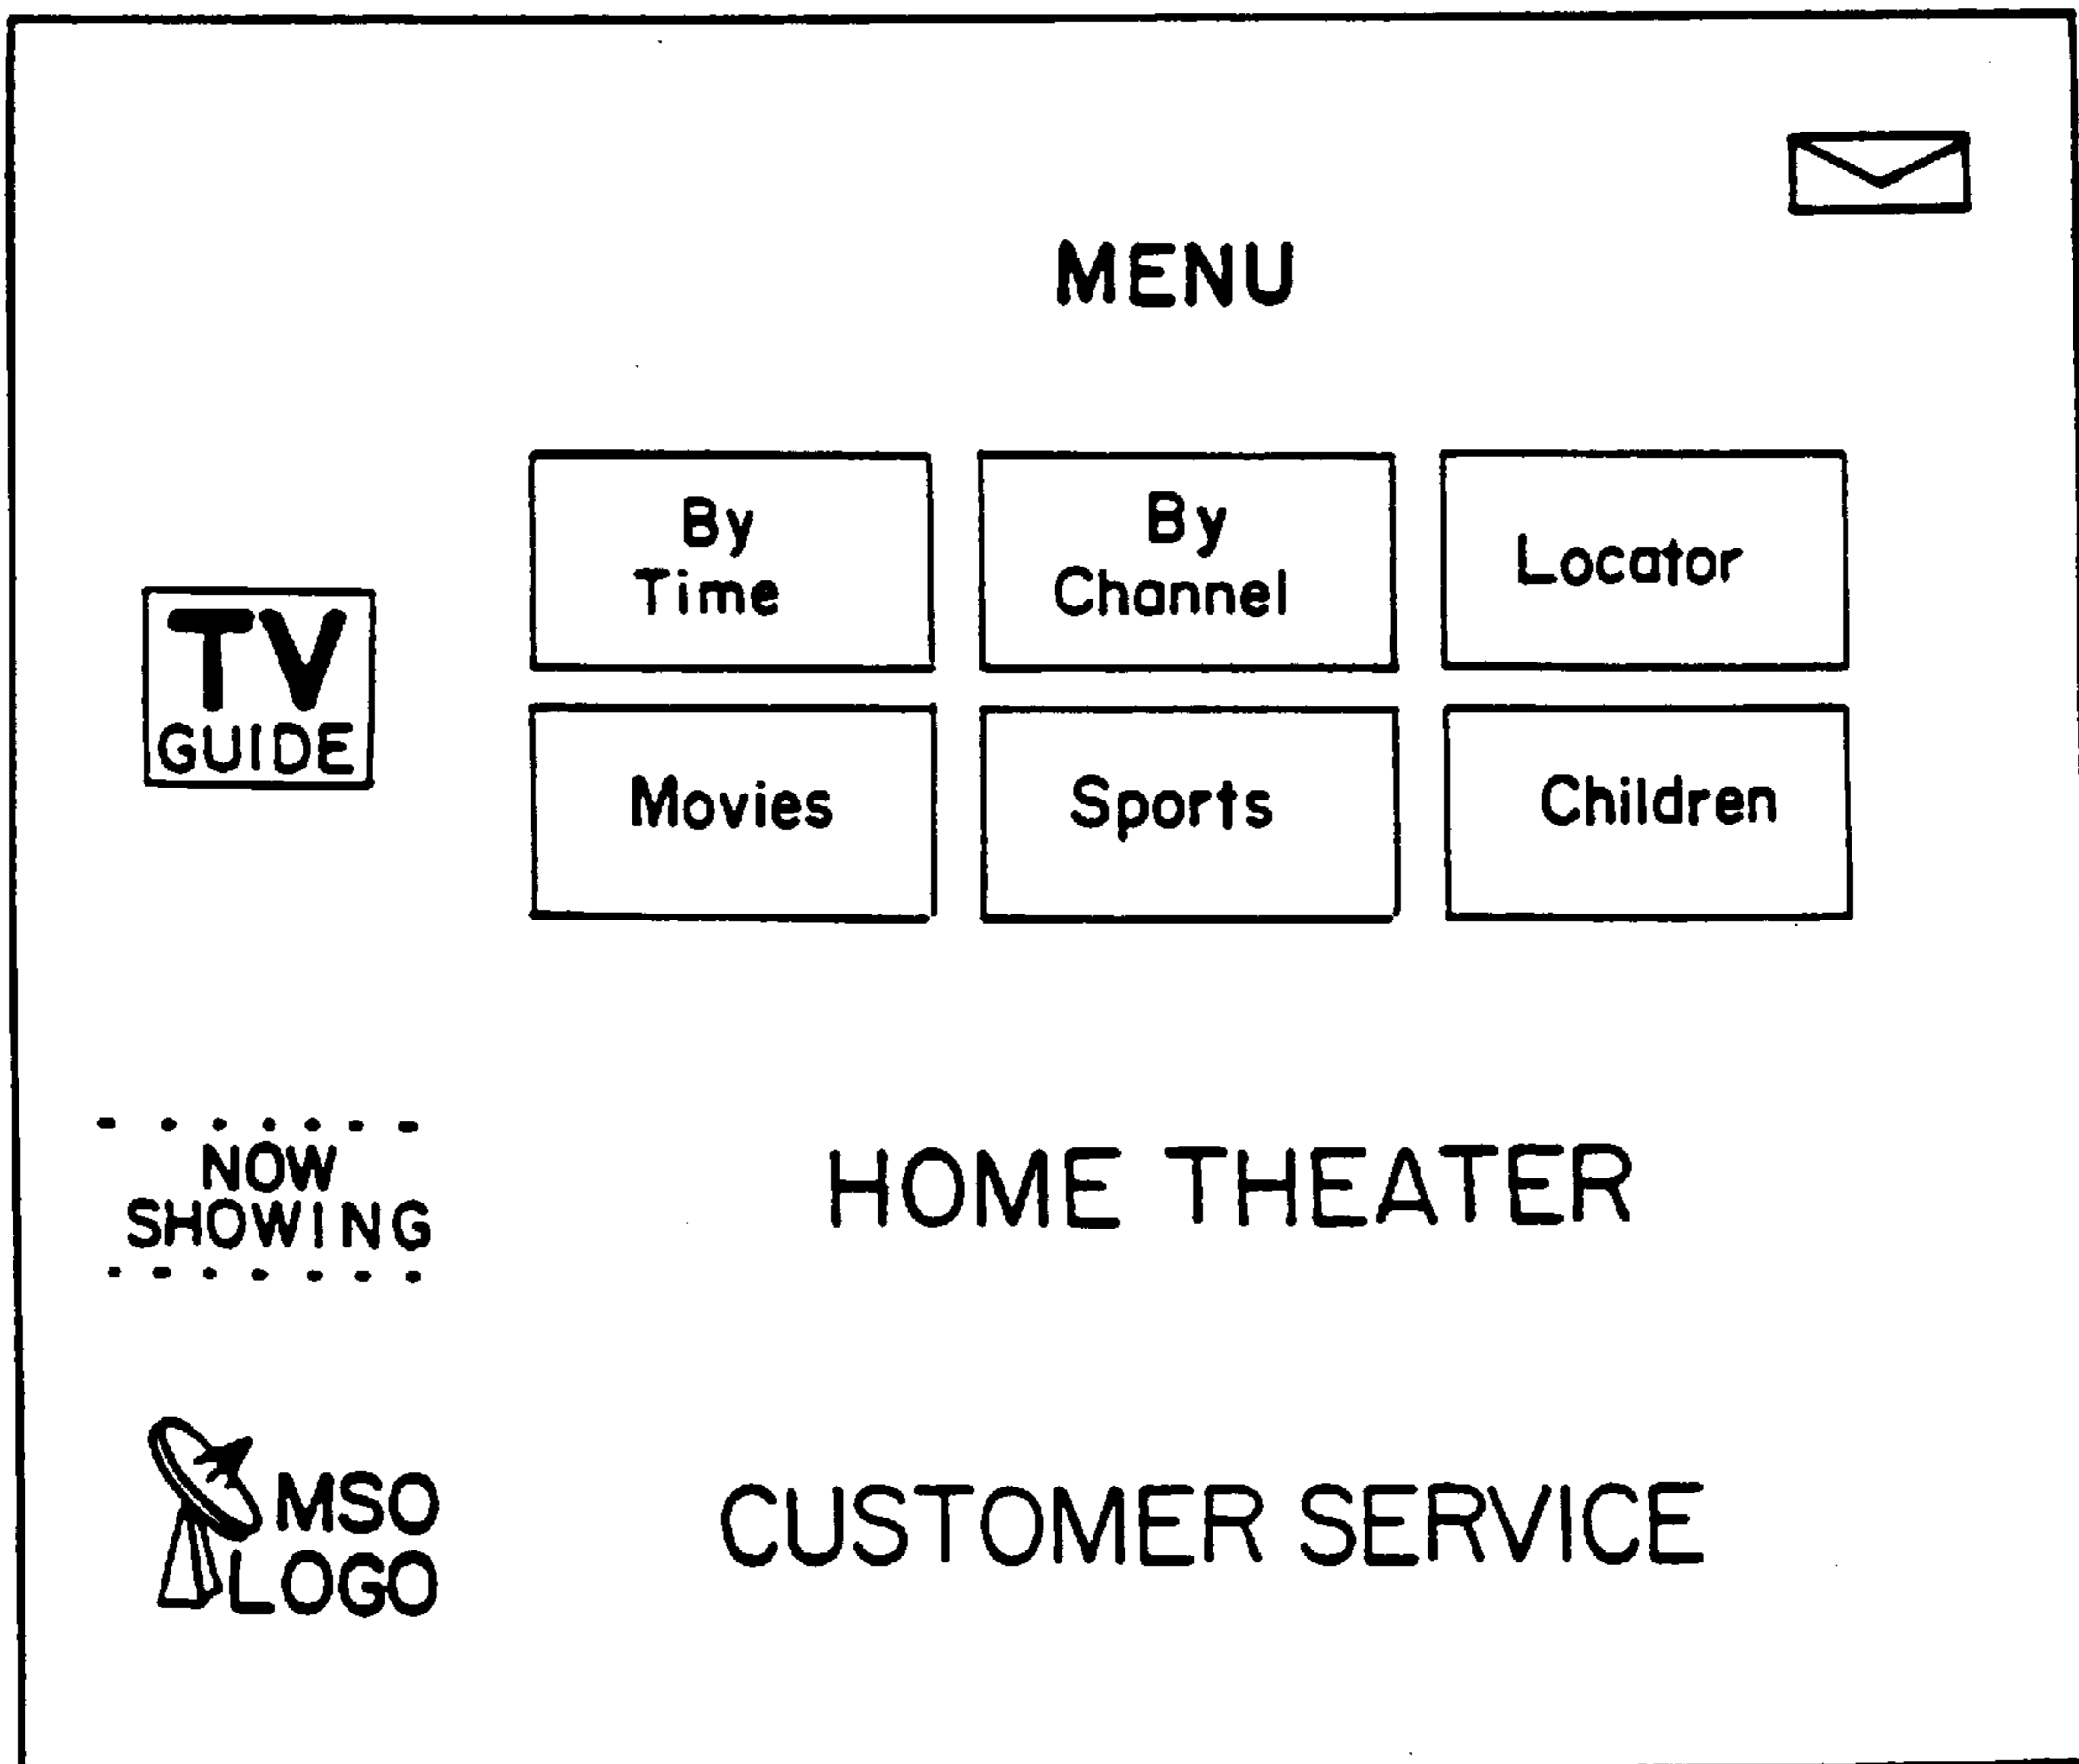 MENU
By
Time
By
Channel
Locator
TV
GUIDE
Movies
Sports
Children
NOW
SHOWING
HOME THEATER
MSO
LOGO
CUSTOMER SERVICE